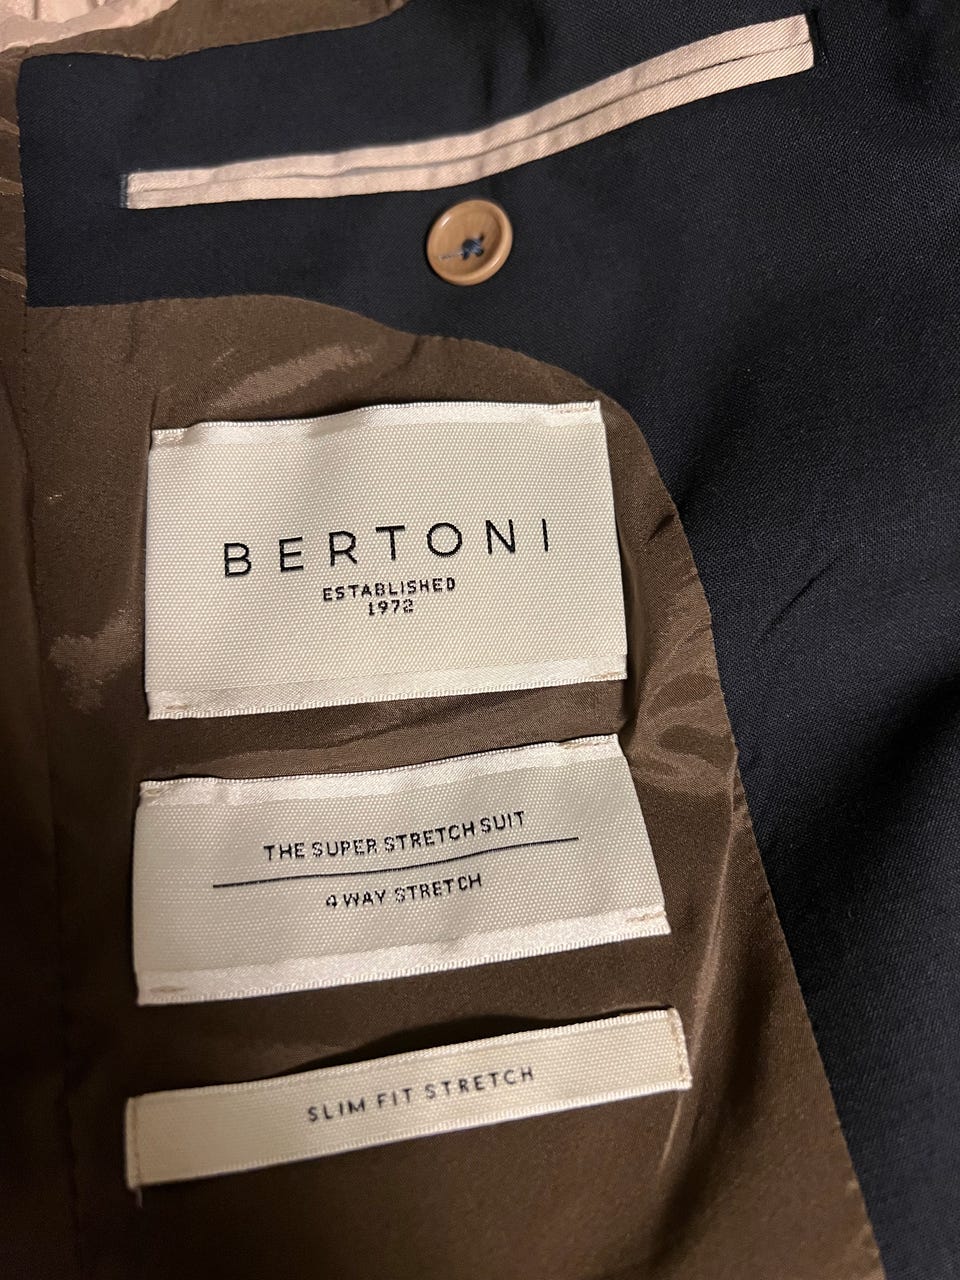 BERTONI
ESTABLISHED
1972
THE SUPER STRETCH SUIT
4 WAY STRETCH
SLIM FIT STRETCH